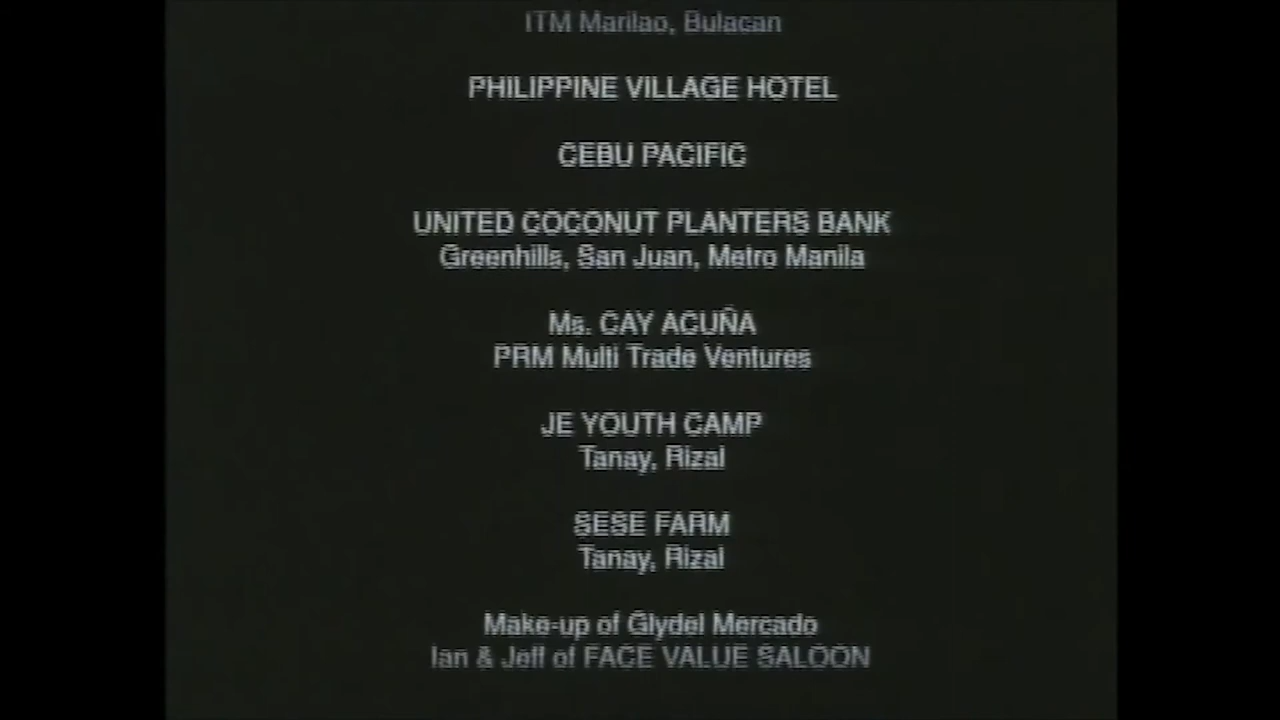 ITM Marilao, Bulacan
PHILIPPINE VILLAGE HOTEL
CEBU PACIFIC
UNITED COCONUT PLANTERS BANK
Greenhills, San Juan, Metro Manila
Ms. CAY ACUÑA
PRM Multi Trade Ventures
JE YOUTH CAMP
Tanay, Rizal
SESE FARM
Tanay, Rizal
Make-up of Glydel Mercado
Ian & Jeff of FACE VALUE SALOON